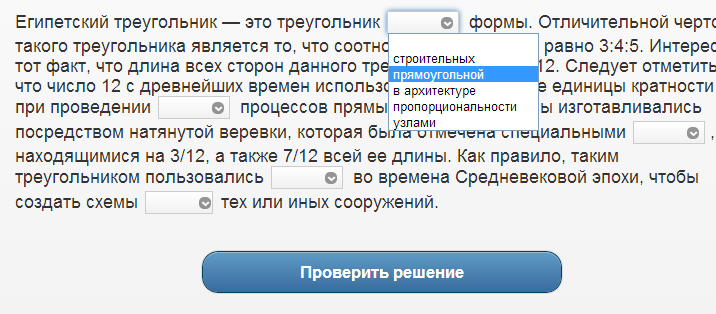 Египетский треугольник — это треугольник формы. Отличительной черто
такого треугольника является то, что соотно равно 3:4:5. Интерес
тот факт, что длина всех сторон данного тре 12. Следует отметить
что число 12 с древнейших времен использо е единицы кратности
при проведении процессов прямы ы изготавливались
посредством натянутой веревки, которая была отмечена специальными ,
находящимися на 3/12, а также 7/12 всей ее длины. Как правило, таким
треугольником пользовались во времена Средневековой эпохи, чтобы
создать схемы тех или иных сооружений.
строительных
прямоугольной
в архитектуре
пропорциональности
узлами
Проверить решение